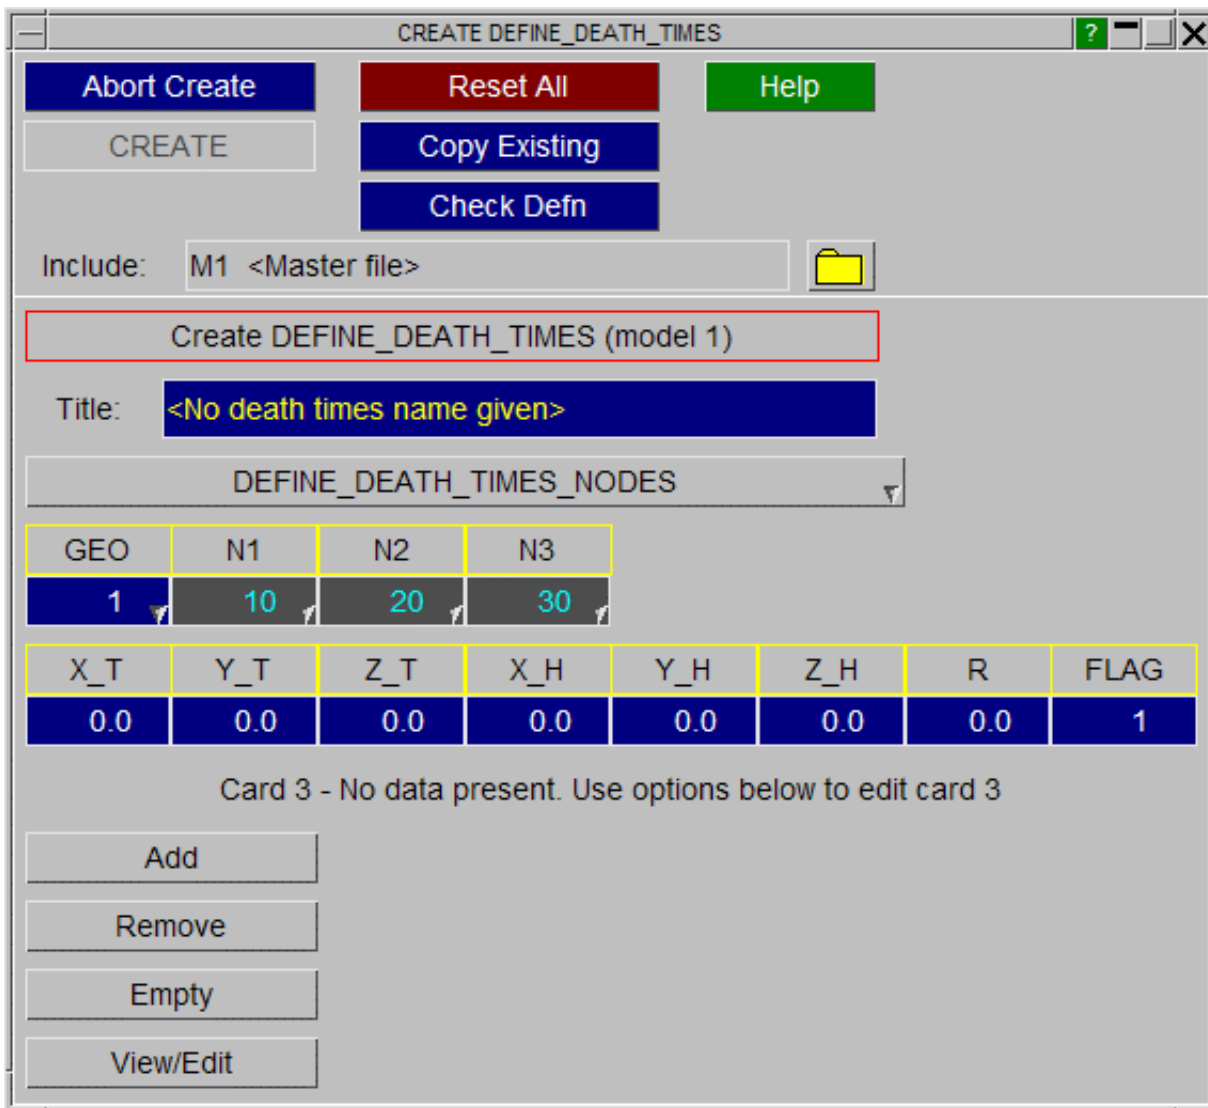 CREATE DEFINE_DEATH_TIMES ?
Abort Create Reset All Help
CREATE Copy Existing
Check Defn
Include: M1 <Master file>
Create DEFINE_DEATH_TIMES (model 1)
Title: <No death times name given>
DEFINE_DEATH_TIMES_NODES
GEO N1 N2 N3
1 10 20 30
X_T Y_T Z_T X_H Y_H Z_H R FLAG
0.0 0.0 0.0 0.0 0.0 0.0 0.0 1
Card 3 - No data present. Use options below to edit card 3
Add
Remove
Empty
View/Edit